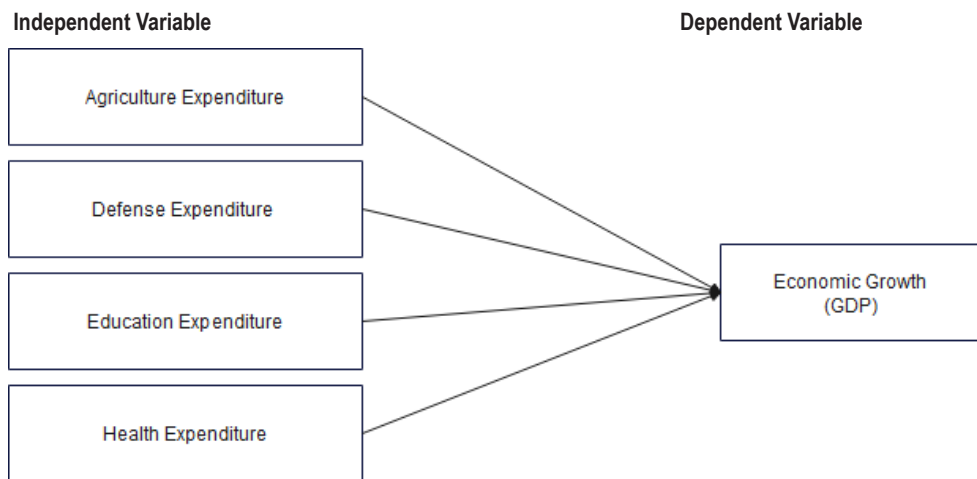 Independent Variable
Dependent Variable
Agriculture Expenditure
Defense Expenditure
Education Expenditure
Health Expenditure
Economic Growth
(GDP)